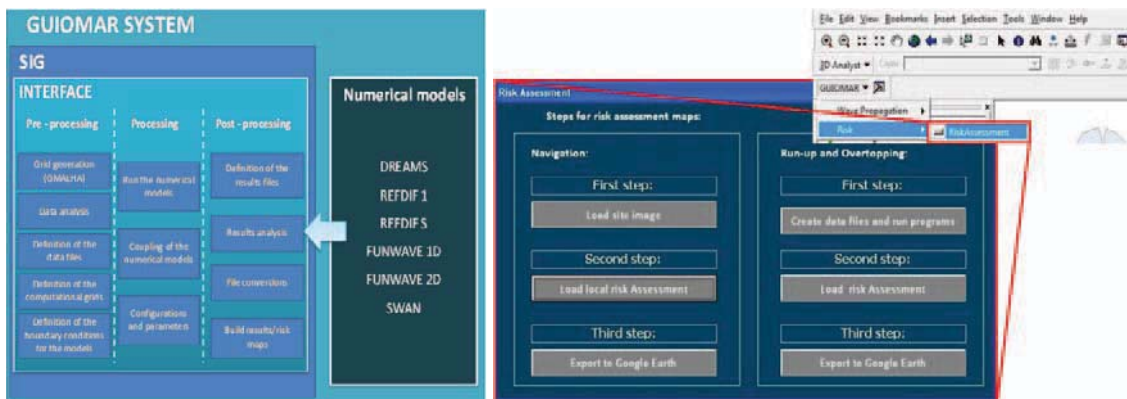 GUIOMAR SYSTEM
SIG
INTERFACE
Pre - processing
Grid generation
(GMALHA)
Data analysis
Definition of the
data files
Definition of the
computational grids
Definition of the
boundary conditions
for the models
Processing
Run the numerical
models
Coupling of the
numerical models
Configurations
and parameters
Post - processing
Definition of the
results files
Results analysis
File conversions
Build results/risk
maps
Numerical models
DREAMS
REFDIF 1
REFDIF S
FUNWAVE 1D
FUNWAVE 2D
SWAN
File Edit View Bookmarks Insert Selection Tools Window Help
3D Analyst
GUIOMAR
Wave Propagation
Risk
RiskAssessment
Risk Assessment
Steps for risk assessment maps:
Navigation:
First step:
Load site image
Second step:
Load local risk Assessment
Third step:
Export to Google Earth
Run-up and Overtopping:
First step:
Create data files and run programs
Second step:
Load risk Assessment
Third step:
Export to Google Earth